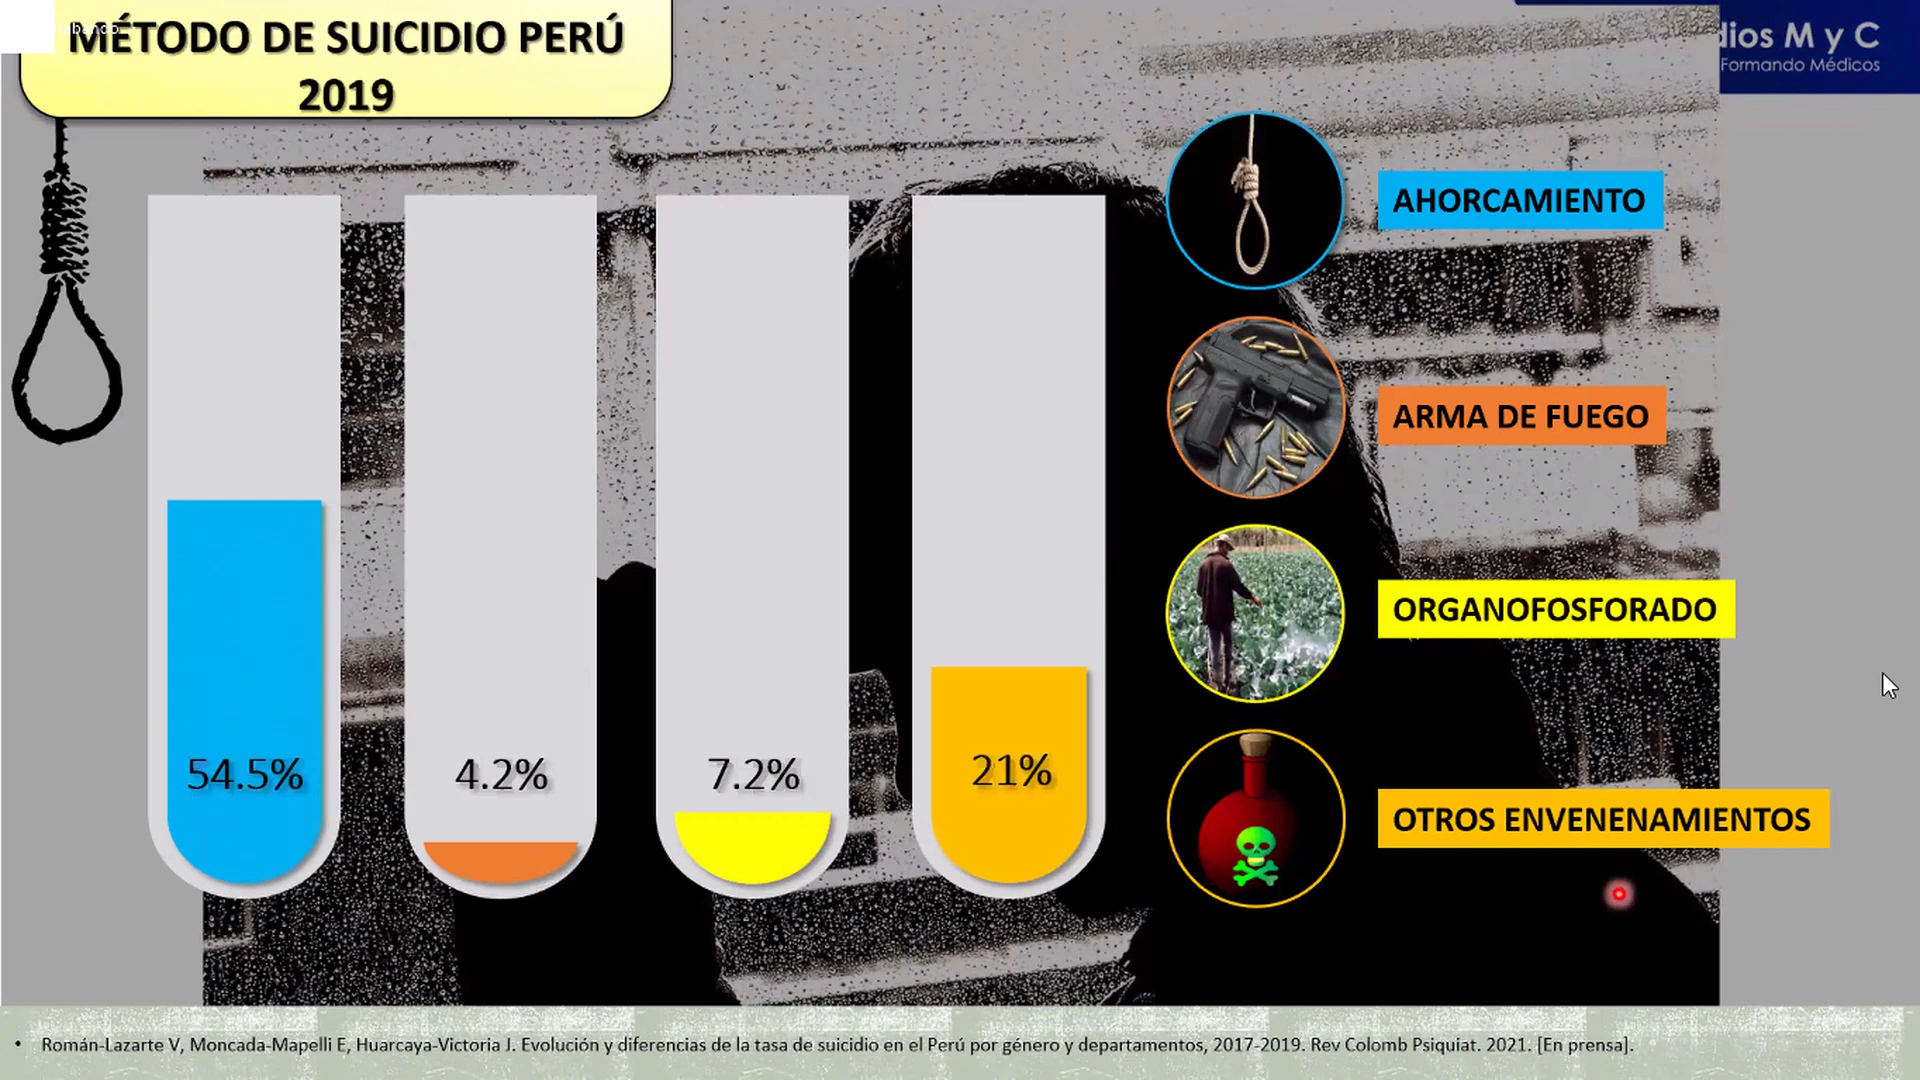 MÉTODO DE SUICIDIO PERÚ
2019
dios M y C
Formando Médicos
AHORCAMIENTO
ARMA DE FUEGO
ORGANOFOSFORADO
OTROS ENVENENAMIENTOS
54.5%
4.2%
7.2%
21%
• Román-Lazarte V, Moncada-Mapelli E, Huarcaya-Victoria J. Evolución y diferencias de la tasa de suicidio en el Perú por género y departamentos, 2017-2019. Rev Colomb Psiquiat. 2021. [En prensa].